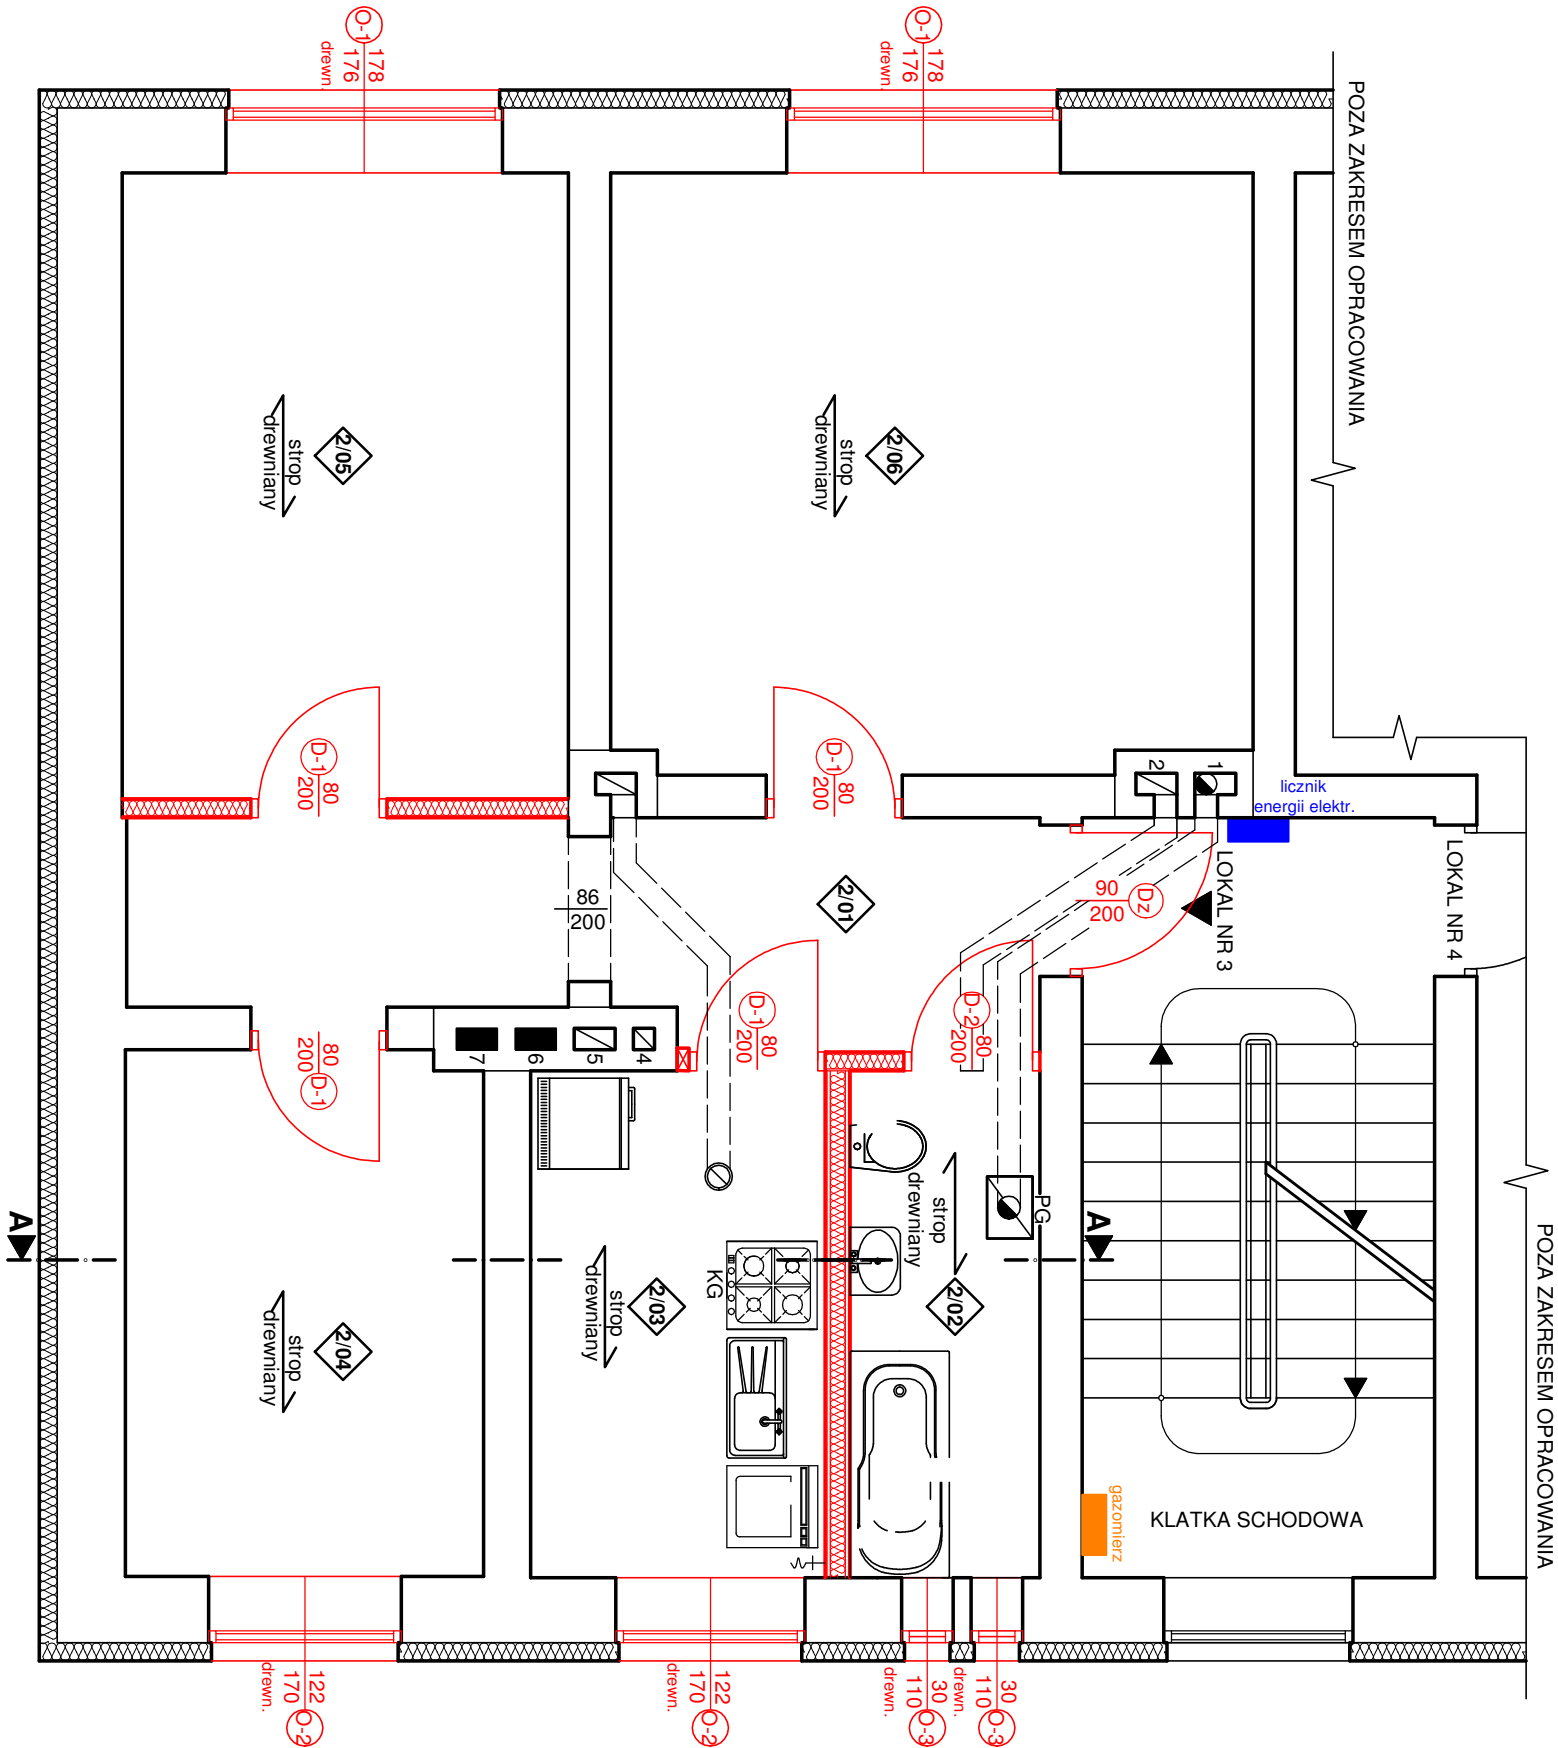 O-1
178
176
drewn.
O-1
178
176
drewn.
POZA ZAKRESEM OPRACOWANIA
2/05
strop
drewniany
2/06
strop
drewniany
D-1
80
200
D-1
80
200
2
1
licznik
energii elektr.
86
200
2/01
90
200
Dz
LOKAL NR 3
LOKAL NR 4
80
200
D-1
7
6
5
4
D-1
80
200
D-2
80
200
strop
drewniany
PG
2/02
A
A
KG
2/03
strop
drewniany
2/04
strop
drewniany
POZA ZAKRESEM OPRACOWANIA
gazomierz
KLATKA SCHODOWA
122
170
drewn.
O-2
122
170
drewn.
O-2
30
110
drewn.
O-3
30
110
drewn.
O-3